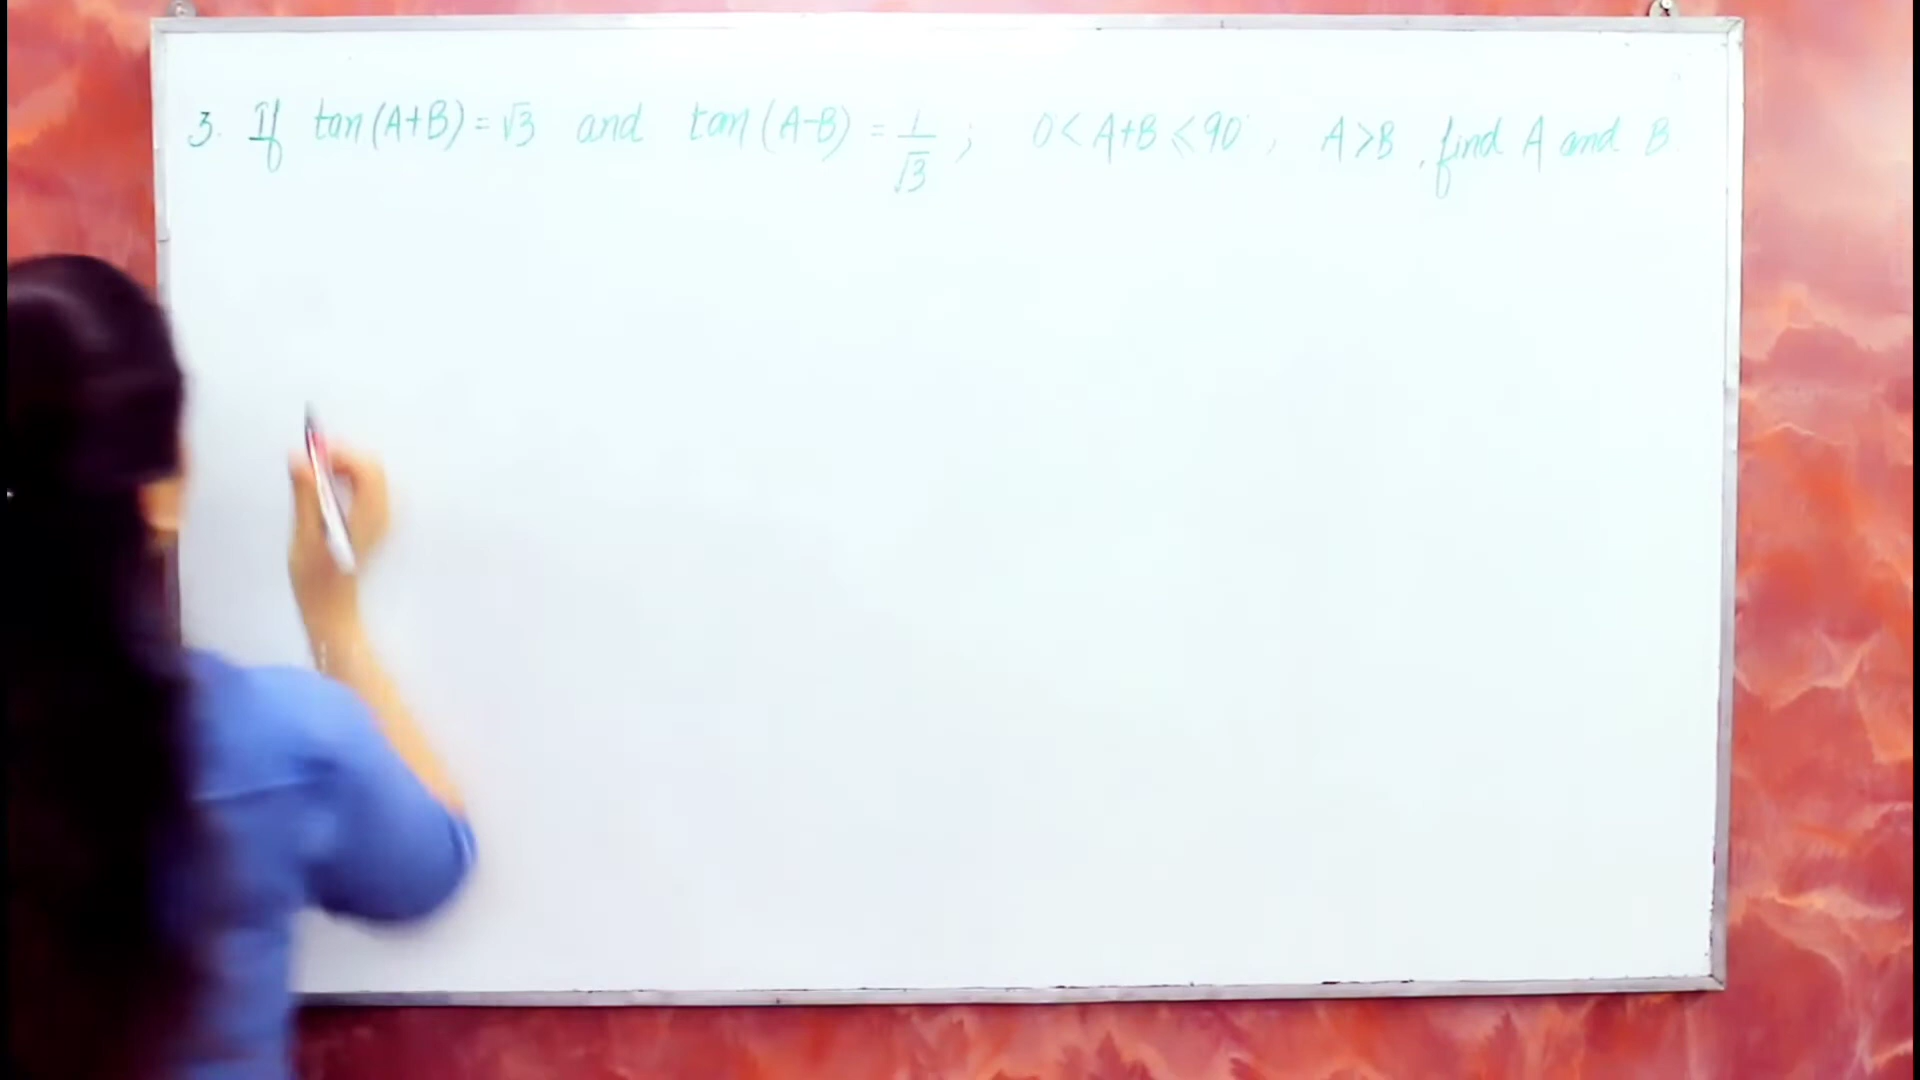 3. If tan (A+B) = √3 and tan (A-B) = 1/√3 ; 0° < A+B ≤ 90°, A>B, find A and B.